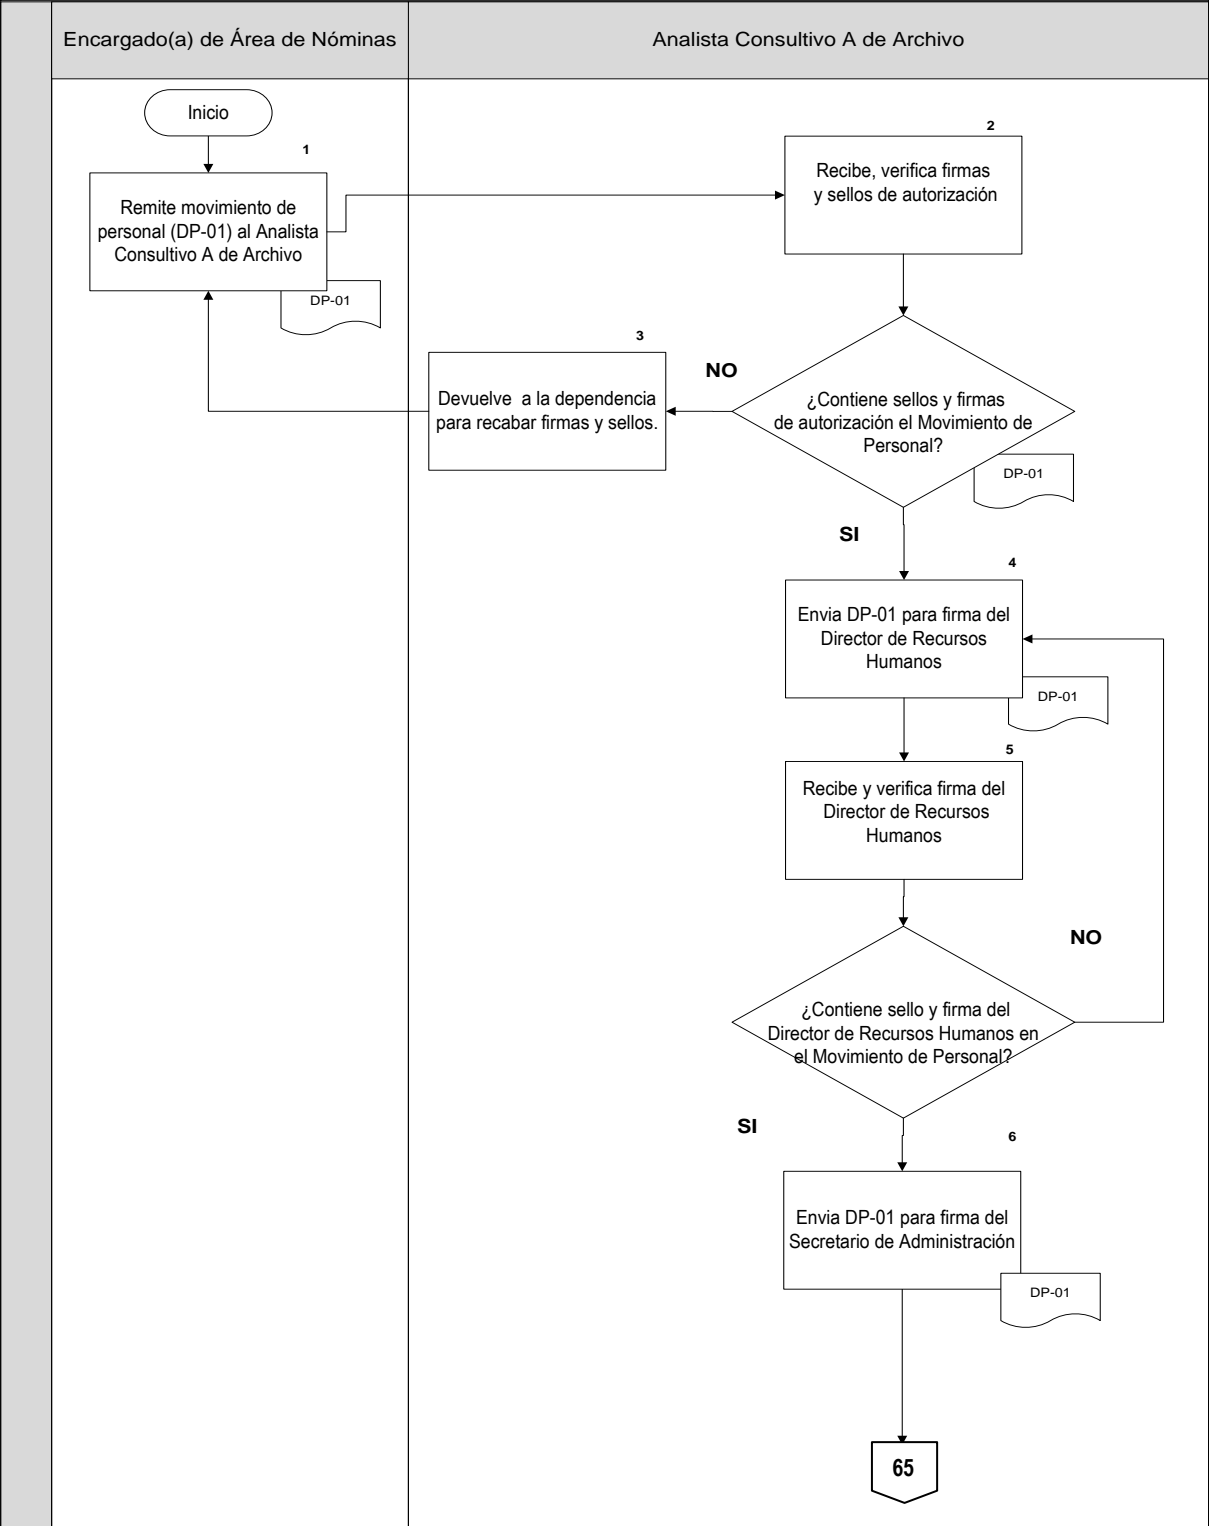 Encargado(a) de Área de Nóminas
Analista Consultivo A de Archivo
Inicio
1
Remite movimiento de
personal (DP-01) al Analista
Consultivo A de Archivo
DP-01
2
Recibe, verifica firmas
y sellos de autorización
3
Devuelve a la dependencia
para recabar firmas y sellos.
NO
¿Contiene sellos y firmas
de autorización el Movimiento de
Personal?
DP-01
SI
4
Envia DP-01 para firma del
Director de Recursos
Humanos
DP-01
5
Recibe y verifica firma del
Director de Recursos
Humanos
NO
¿Contiene sello y firma del
Director de Recursos Humanos en
el Movimiento de Personal?
SI
6
Envia DP-01 para firma del
Secretario de Administración
DP-01
65